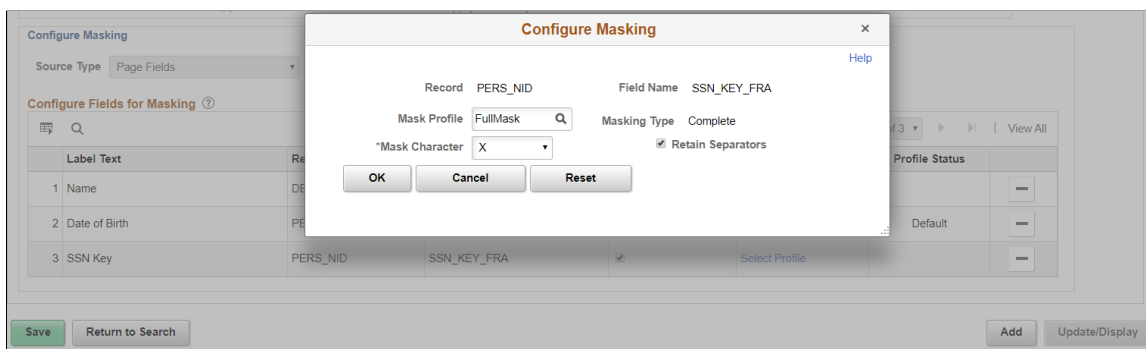 Configure Masking
Source Type Page Fields
Configure Fields for Masking
of 3 | View All
Label Text Profile Status
1 Name
2 Date of Birth Default
3 SSN Key PERS_NID SSN_KEY_FRA Select Profile
Configure Masking ×
Help
Record PERS_NID Field Name SSN_KEY_FRA
Mask Profile FullMask Masking Type Complete
*Mask Character X Retain Separators
OK Cancel Reset
Save Return to Search Add Update/Display